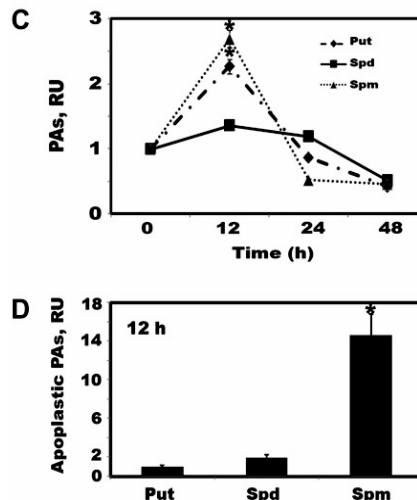 C
PAs, RU
3
2
1
0
*
*
Put
Spd
Spm
0 12 24 48
Time (h)
D
Apoplastic PAs, RU
18
14
10
6
2
0
12 h
*
Put Spd Spm